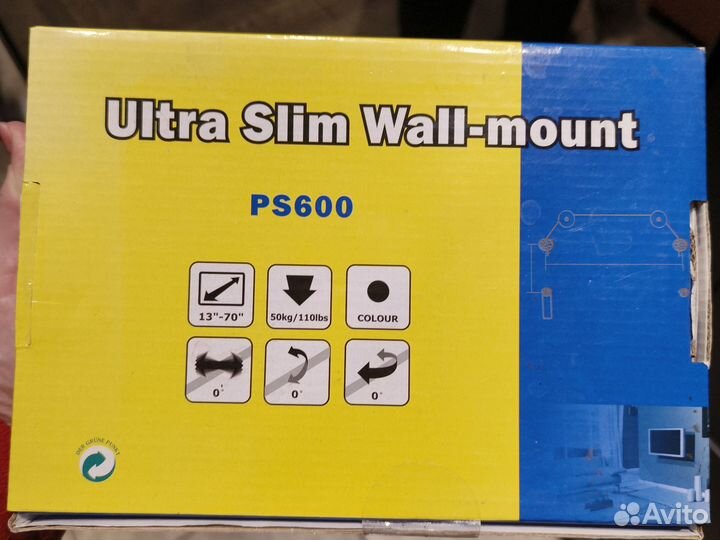 Ultra Slim Wall-mount
PS600
13"-70"
50kg/110lbs
COLOUR
0°
0°
0°
DER GRÜNE PUNKT
Avito